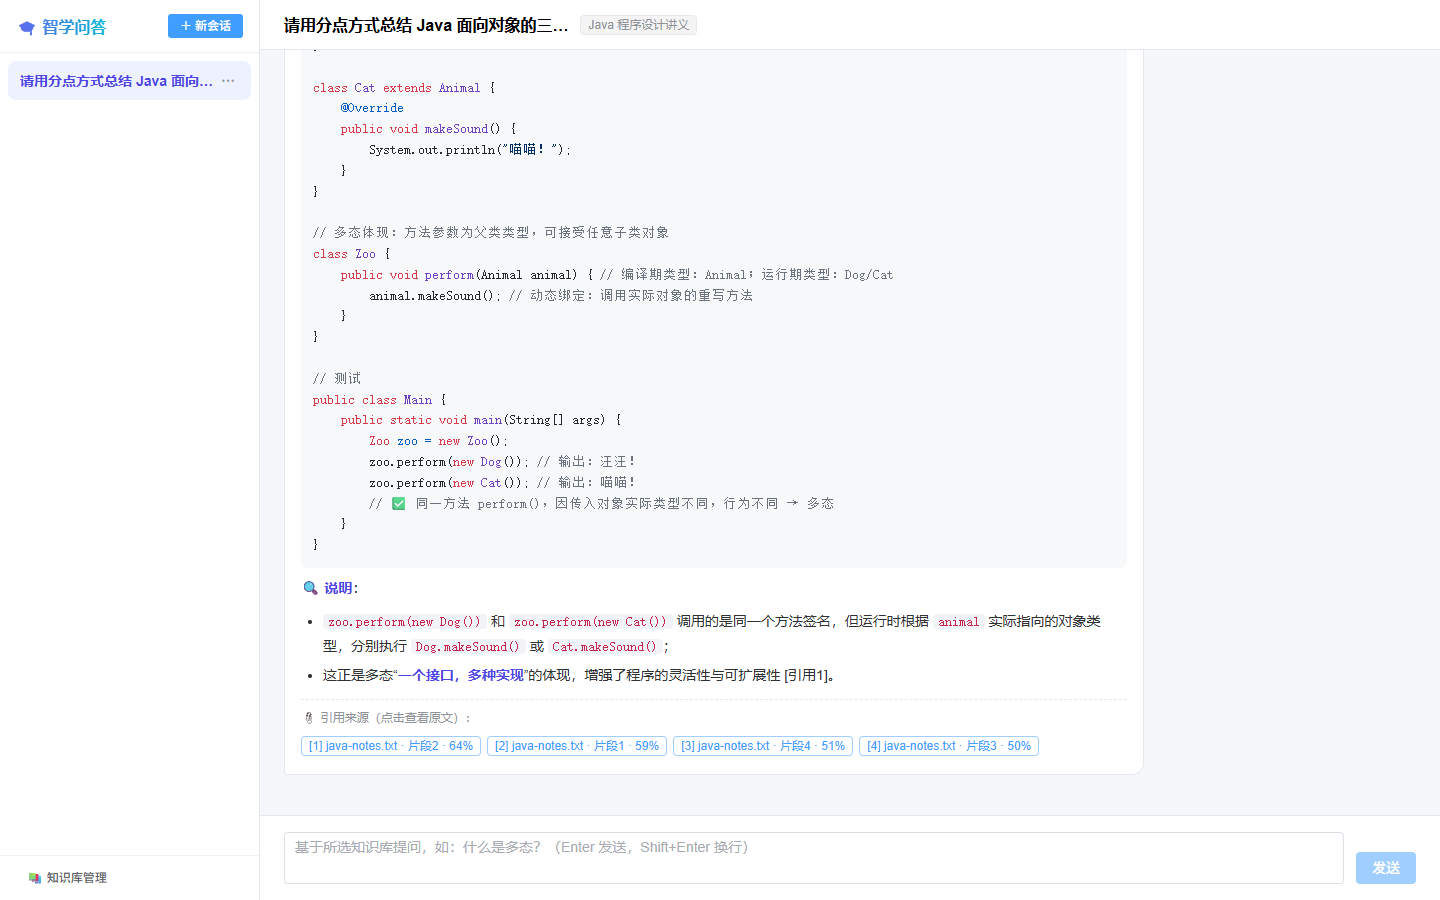 智学问答
+ 新会话
请用分点方式总结 Java 面向对象的三... Java 程序设计讲义
请用分点方式总结 Java 面向... ···
class Cat extends Animal {
    @Override
    public void makeSound() {
        System.out.println("喵喵！");
    }
}
// 多态体现：方法参数为父类类型，可接受任意子类对象
class Zoo {
    public void perform(Animal animal) { // 编译期类型：Animal；运行期类型：Dog/Cat
        animal.makeSound(); // 动态绑定：调用实际对象的重写方法
    }
}
// 测试
public class Main {
    public static void main(String[] args) {
        Zoo zoo = new Zoo();
        zoo.perform(new Dog()); // 输出：汪汪！
        zoo.perform(new Cat()); // 输出：喵喵！
        // ✅ 同一方法 perform()，因传入对象实际类型不同，行为不同 → 多态
    }
}
🔍 说明：
• zoo.perform(new Dog()) 和 zoo.perform(new Cat()) 调用的是同一个方法签名，但运行时根据 animal 实际指向的对象类
型，分别执行 Dog.makeSound() 或 Cat.makeSound()；
• 这正是多态“一个接口，多种实现”的体现，增强了程序的灵活性与可扩展性 [引用1]。
📎 引用来源（点击查看原文）：
[1] java-notes.txt · 片段2 · 64% [2] java-notes.txt · 片段1 · 59% [3] java-notes.txt · 片段4 · 51% [4] java-notes.txt · 片段3 · 50%
基于所选知识库提问，如：什么是多态？（Enter 发送，Shift+Enter 换行）
发送
📚 知识库管理